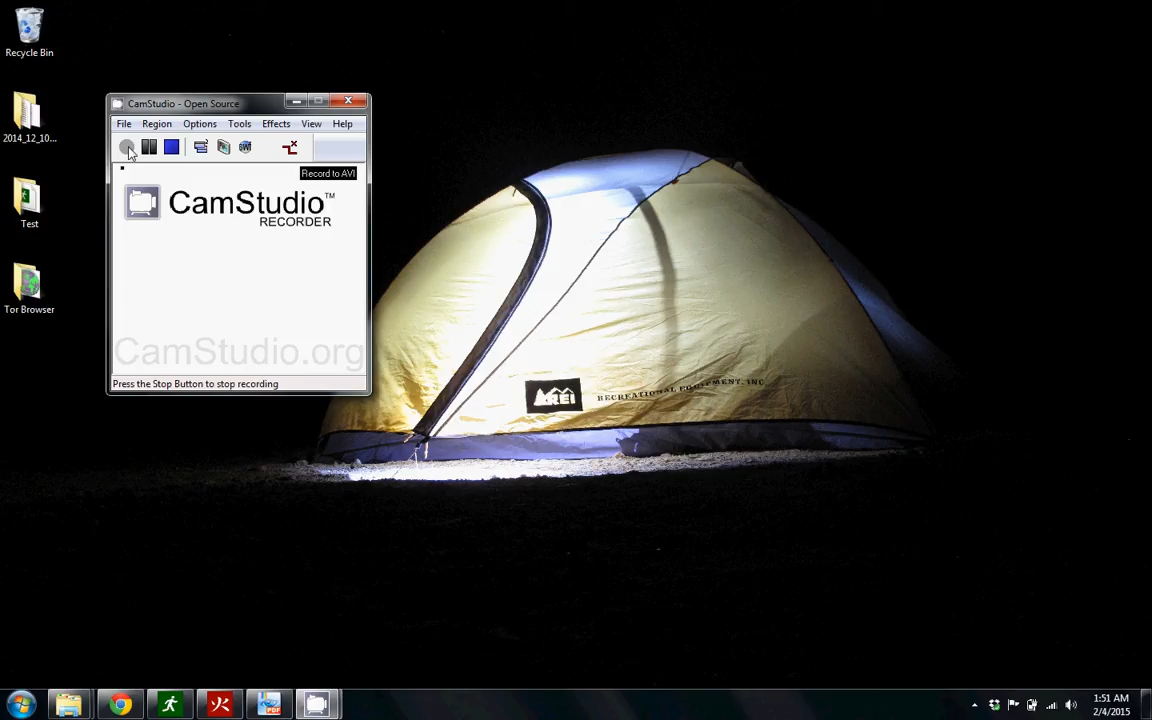 Recycle Bin
2014_12_10...
Test
Tor Browser
CamStudio - Open Source
File Region Options Tools Effects View Help
Record to AVI
CamStudio™
RECORDER
CamStudio.org
Press the Stop Button to stop recording
REI
RECREATIONAL EQUIPMENT, INC
PDF
1:51 AM
2/4/2015